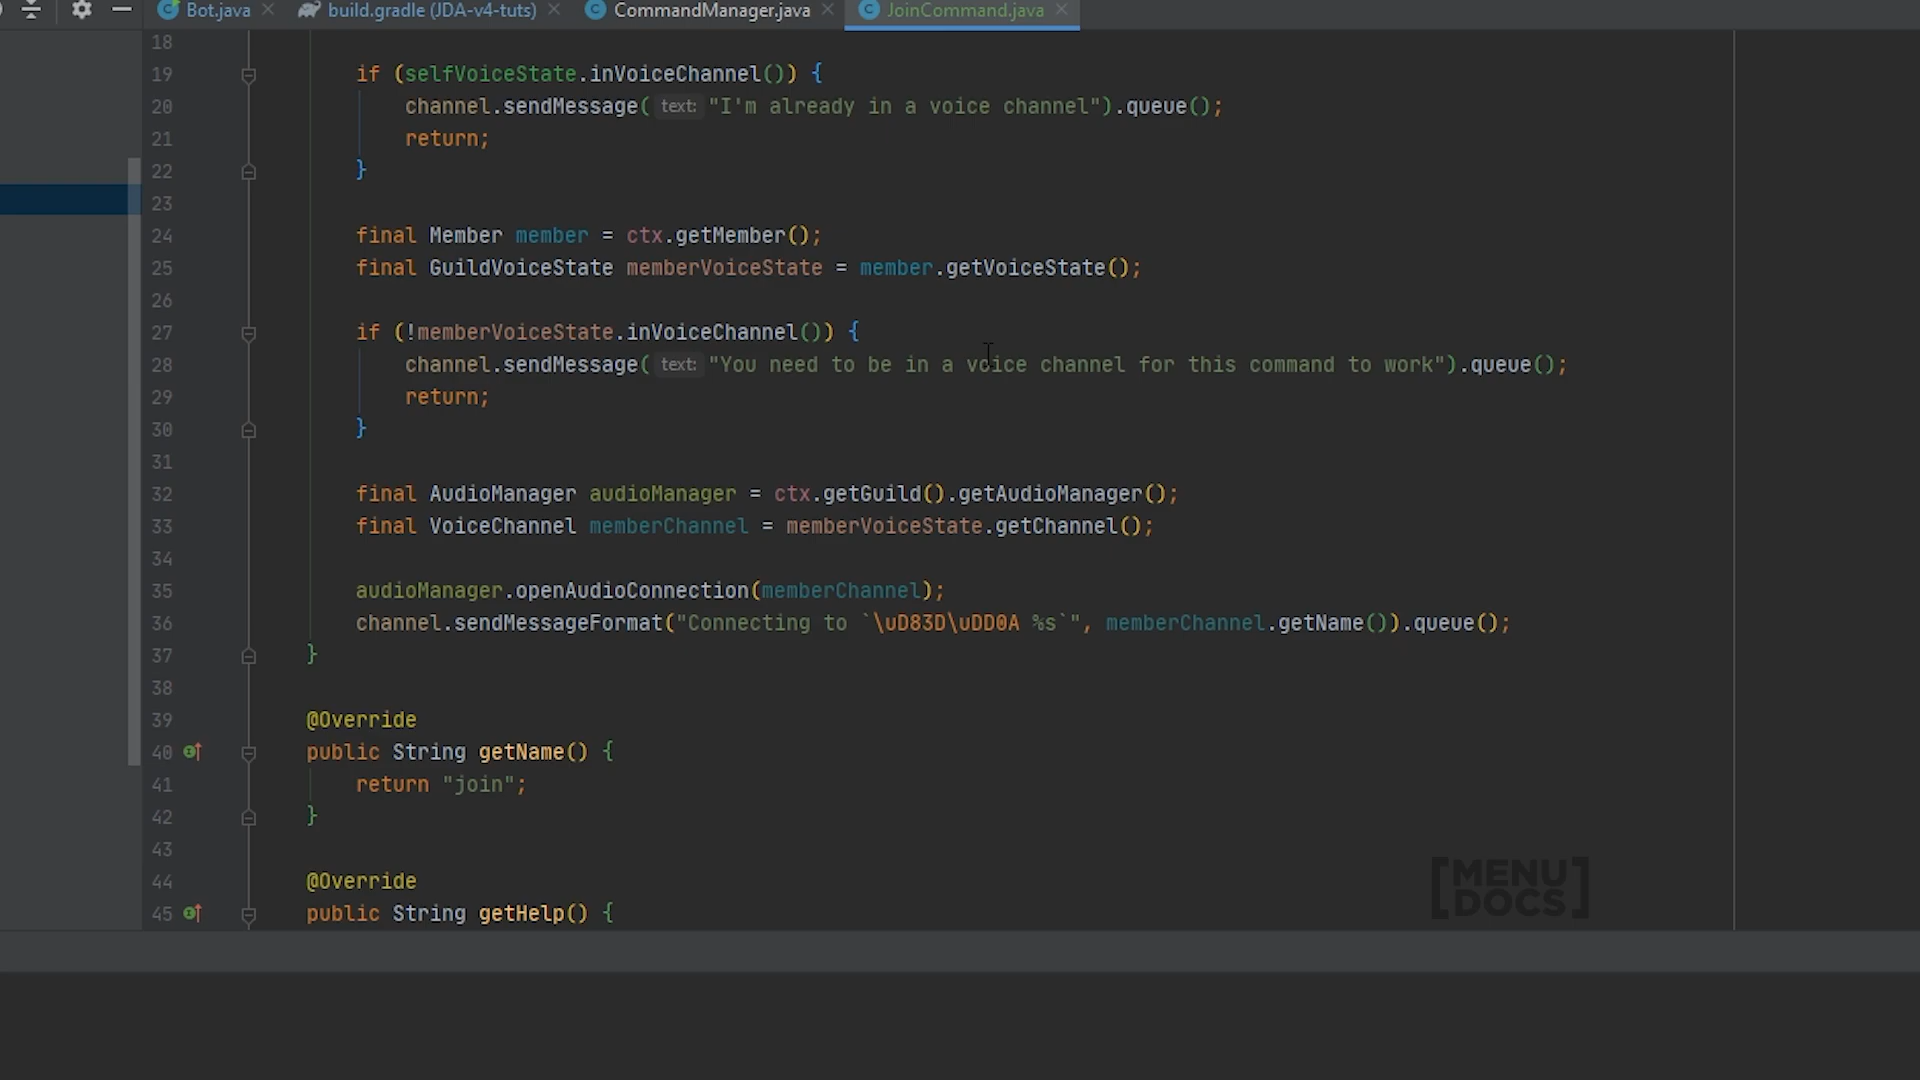 Bot.java build.gradle (JDA-v4-tuts) CommandManager.java JoinCommand.java
18
19 if (selfVoiceState.inVoiceChannel()) {
20 channel.sendMessage( text: "I'm already in a voice channel").queue();
21 return;
22 }
23
24 final Member member = ctx.getMember();
25 final GuildVoiceState memberVoiceState = member.getVoiceState();
26
27 if (!memberVoiceState.inVoiceChannel()) {
28 channel.sendMessage( text: "You need to be in a voice channel for this command to work").queue();
29 return;
30 }
31
32 final AudioManager audioManager = ctx.getGuild().getAudioManager();
33 final VoiceChannel memberChannel = memberVoiceState.getChannel();
34
35 audioManager.openAudioConnection(memberChannel);
36 channel.sendMessageFormat("Connecting to `\uD83D\uDD0A %s`", memberChannel.getName()).queue();
37 }
38
39 @Override
40 public String getName() {
41 return "join";
42 }
43
44 @Override
45 public String getHelp() {
[MENU
DOCS]